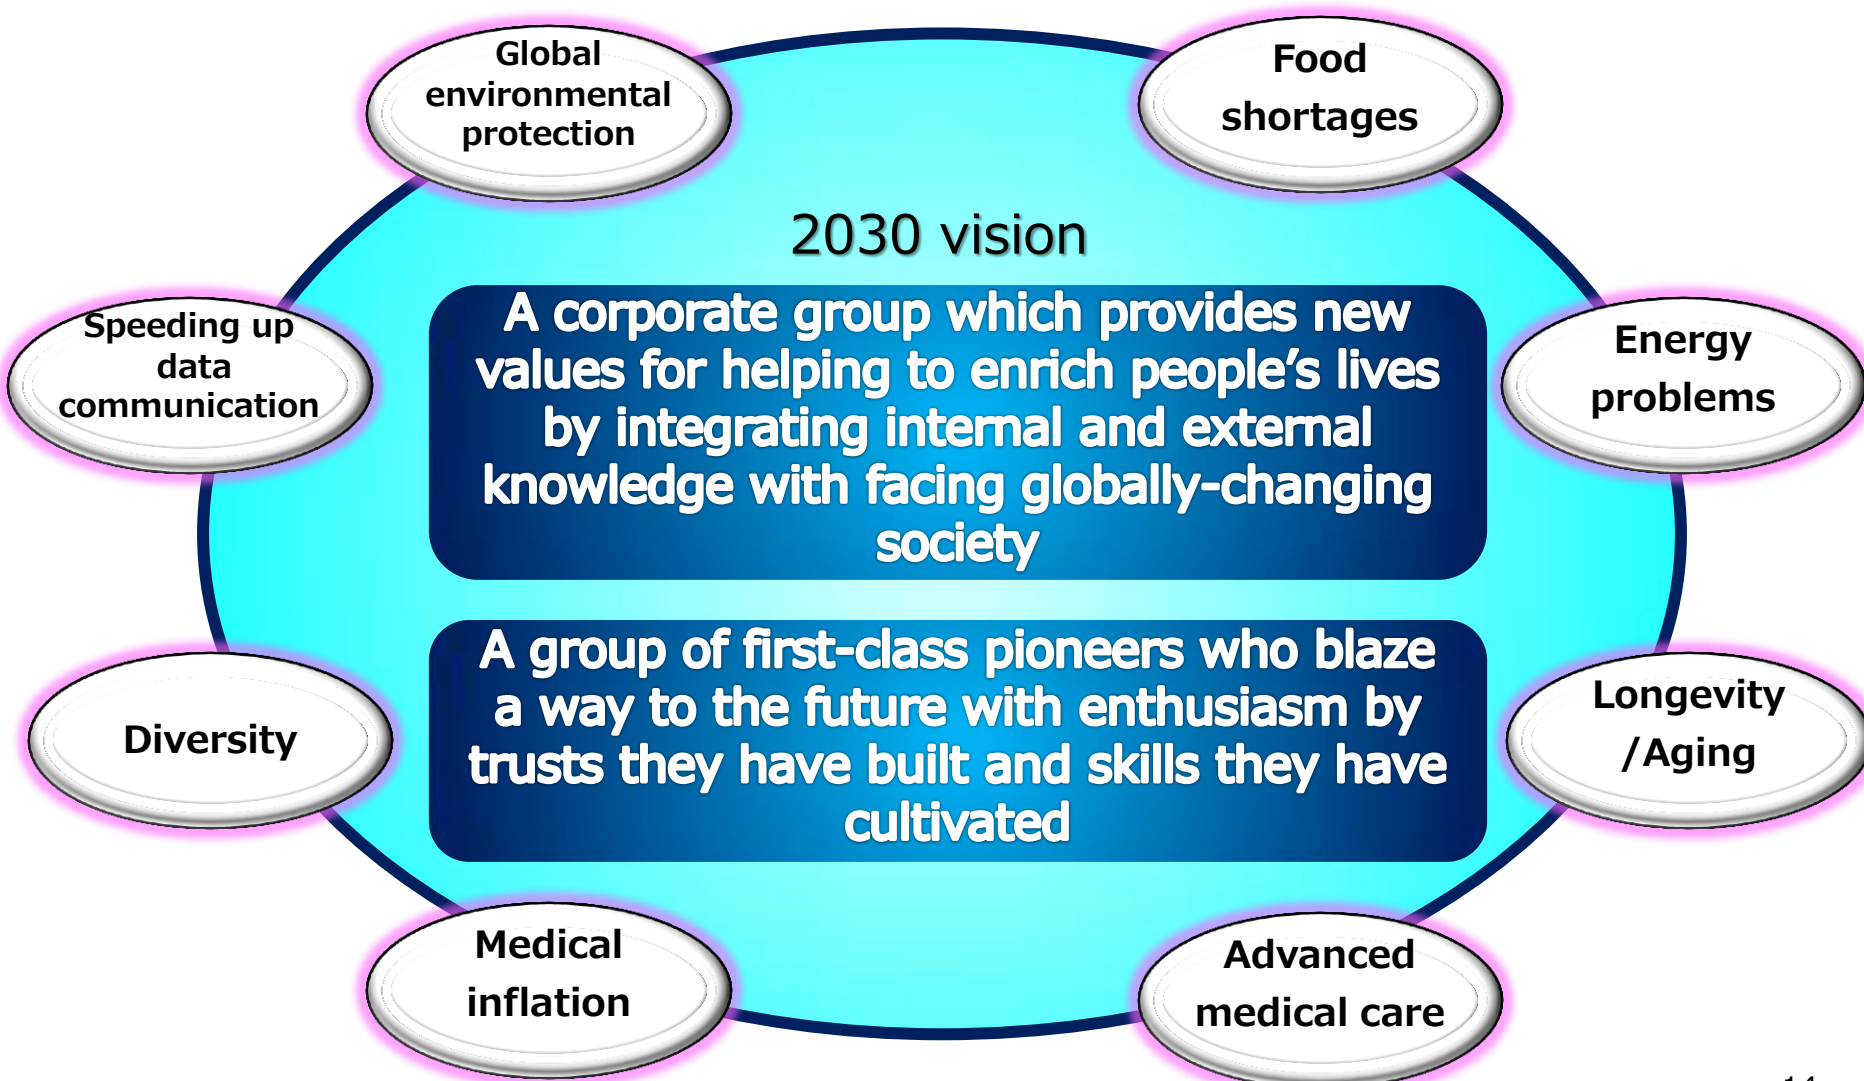 Global
environmental
protection
Food
shortages
2030 vision
Speeding up
data
communication
A corporate group which provides new
values for helping to enrich people’s lives
by integrating internal and external
knowledge with facing globally-changing
society
Energy
problems
Diversity
A group of first-class pioneers who blaze
a way to the future with enthusiasm by
trusts they have built and skills they have
cultivated
Longevity
/Aging
Medical
inflation
Advanced
medical care